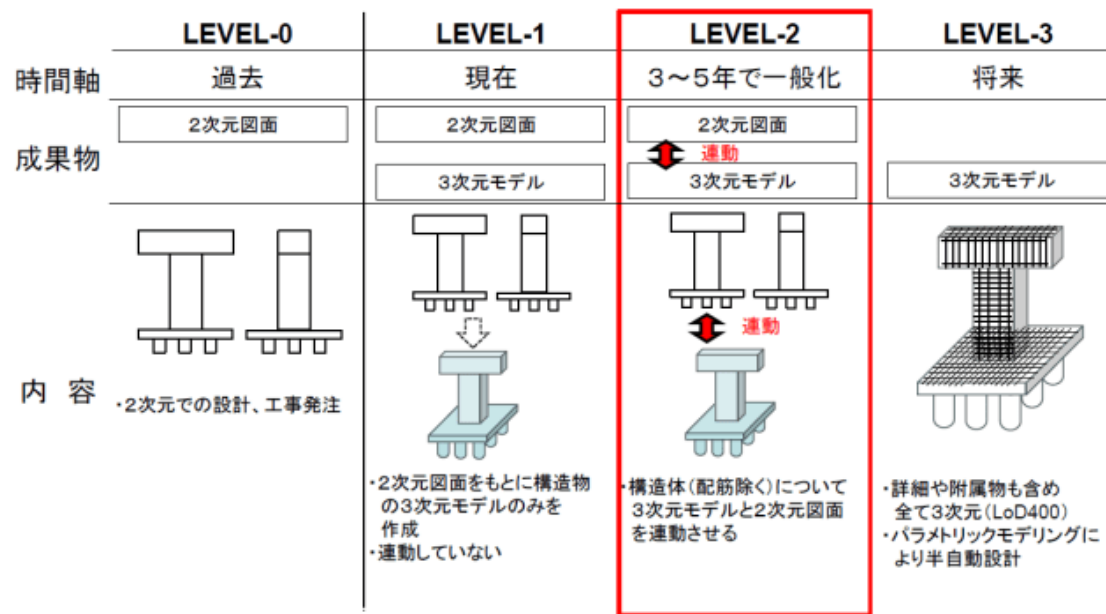 LEVEL-0 LEVEL-1 LEVEL-2 LEVEL-3
時間軸 過去 現在 3~5年で一般化 将来
成果物
2次元図面 2次元図面 2次元図面
連動
3次元モデル 3次元モデル 3次元モデル
内 容
・2次元での設計、工事発注
・2次元図面をもとに構造物
の3次元モデルのみを
作成
・連動していない
連動
・構造体(配筋除く)について
3次元モデルと2次元図面
を連動させる
・詳細や附属物も含め
全て3次元(LoD400)
・パラメトリックモデリングに
より半自動設計